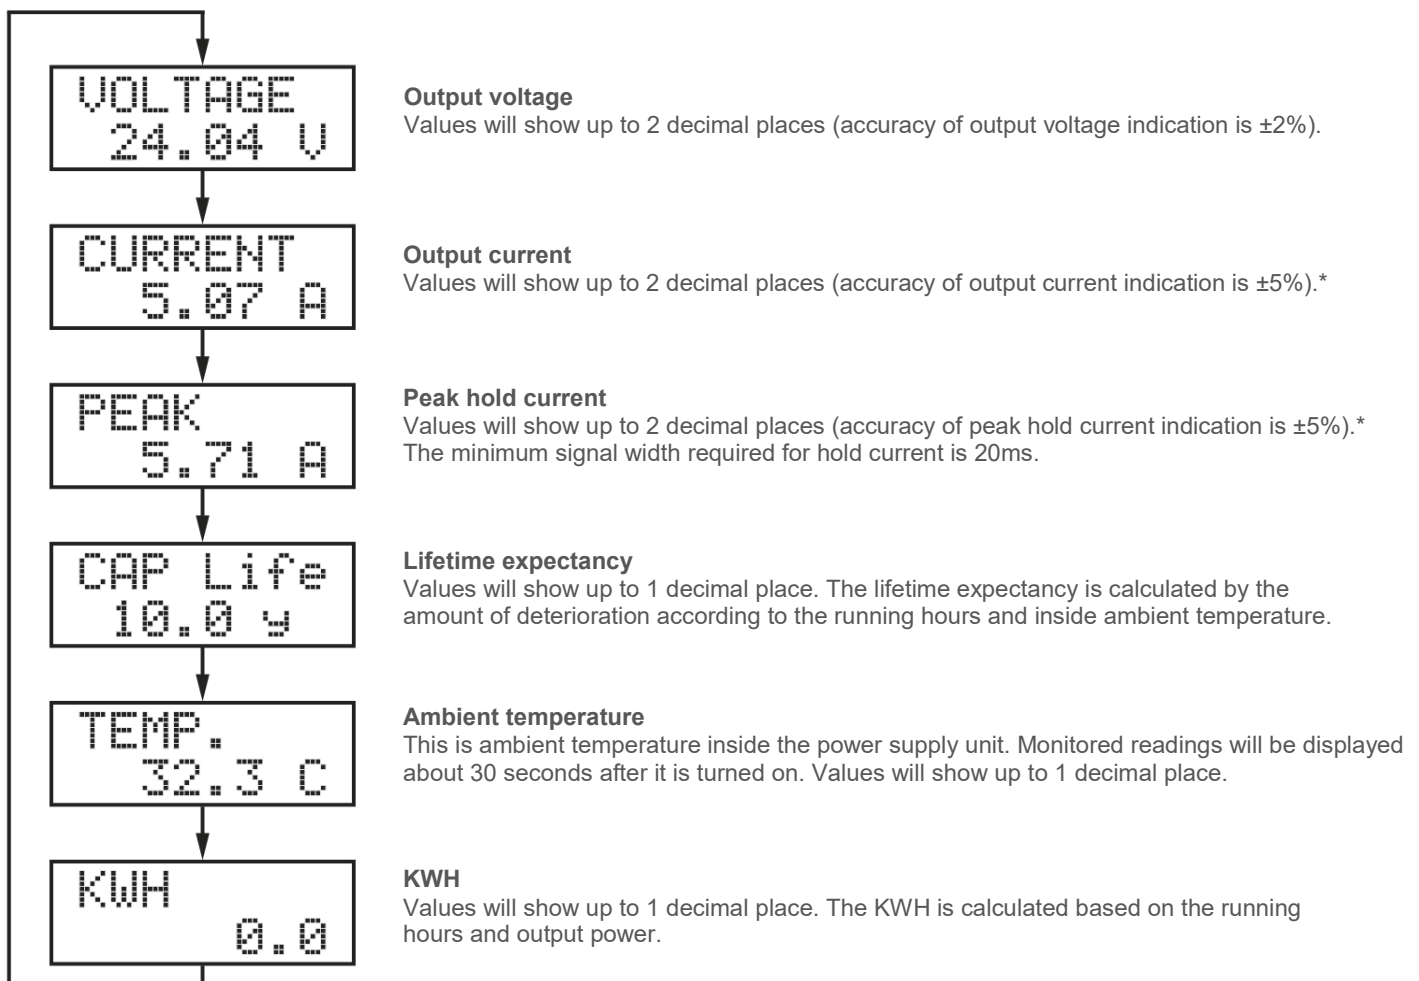 VOLTAGE
24.04 V
Output voltage
Values will show up to 2 decimal places (accuracy of output voltage indication is ±2%).
CURRENT
5.07 A
Output current
Values will show up to 2 decimal places (accuracy of output current indication is ±5%).*
PEAK
5.71 A
Peak hold current
Values will show up to 2 decimal places (accuracy of peak hold current indication is ±5%).*
The minimum signal width required for hold current is 20ms.
CAP Life
10.0 y
Lifetime expectancy
Values will show up to 1 decimal place. The lifetime expectancy is calculated by the
amount of deterioration according to the running hours and inside ambient temperature.
TEMP.
32.3 C
Ambient temperature
This is ambient temperature inside the power supply unit. Monitored readings will be displayed
about 30 seconds after it is turned on. Values will show up to 1 decimal place.
KWH
0.0
KWH
Values will show up to 1 decimal place. The KWH is calculated based on the running
hours and output power.